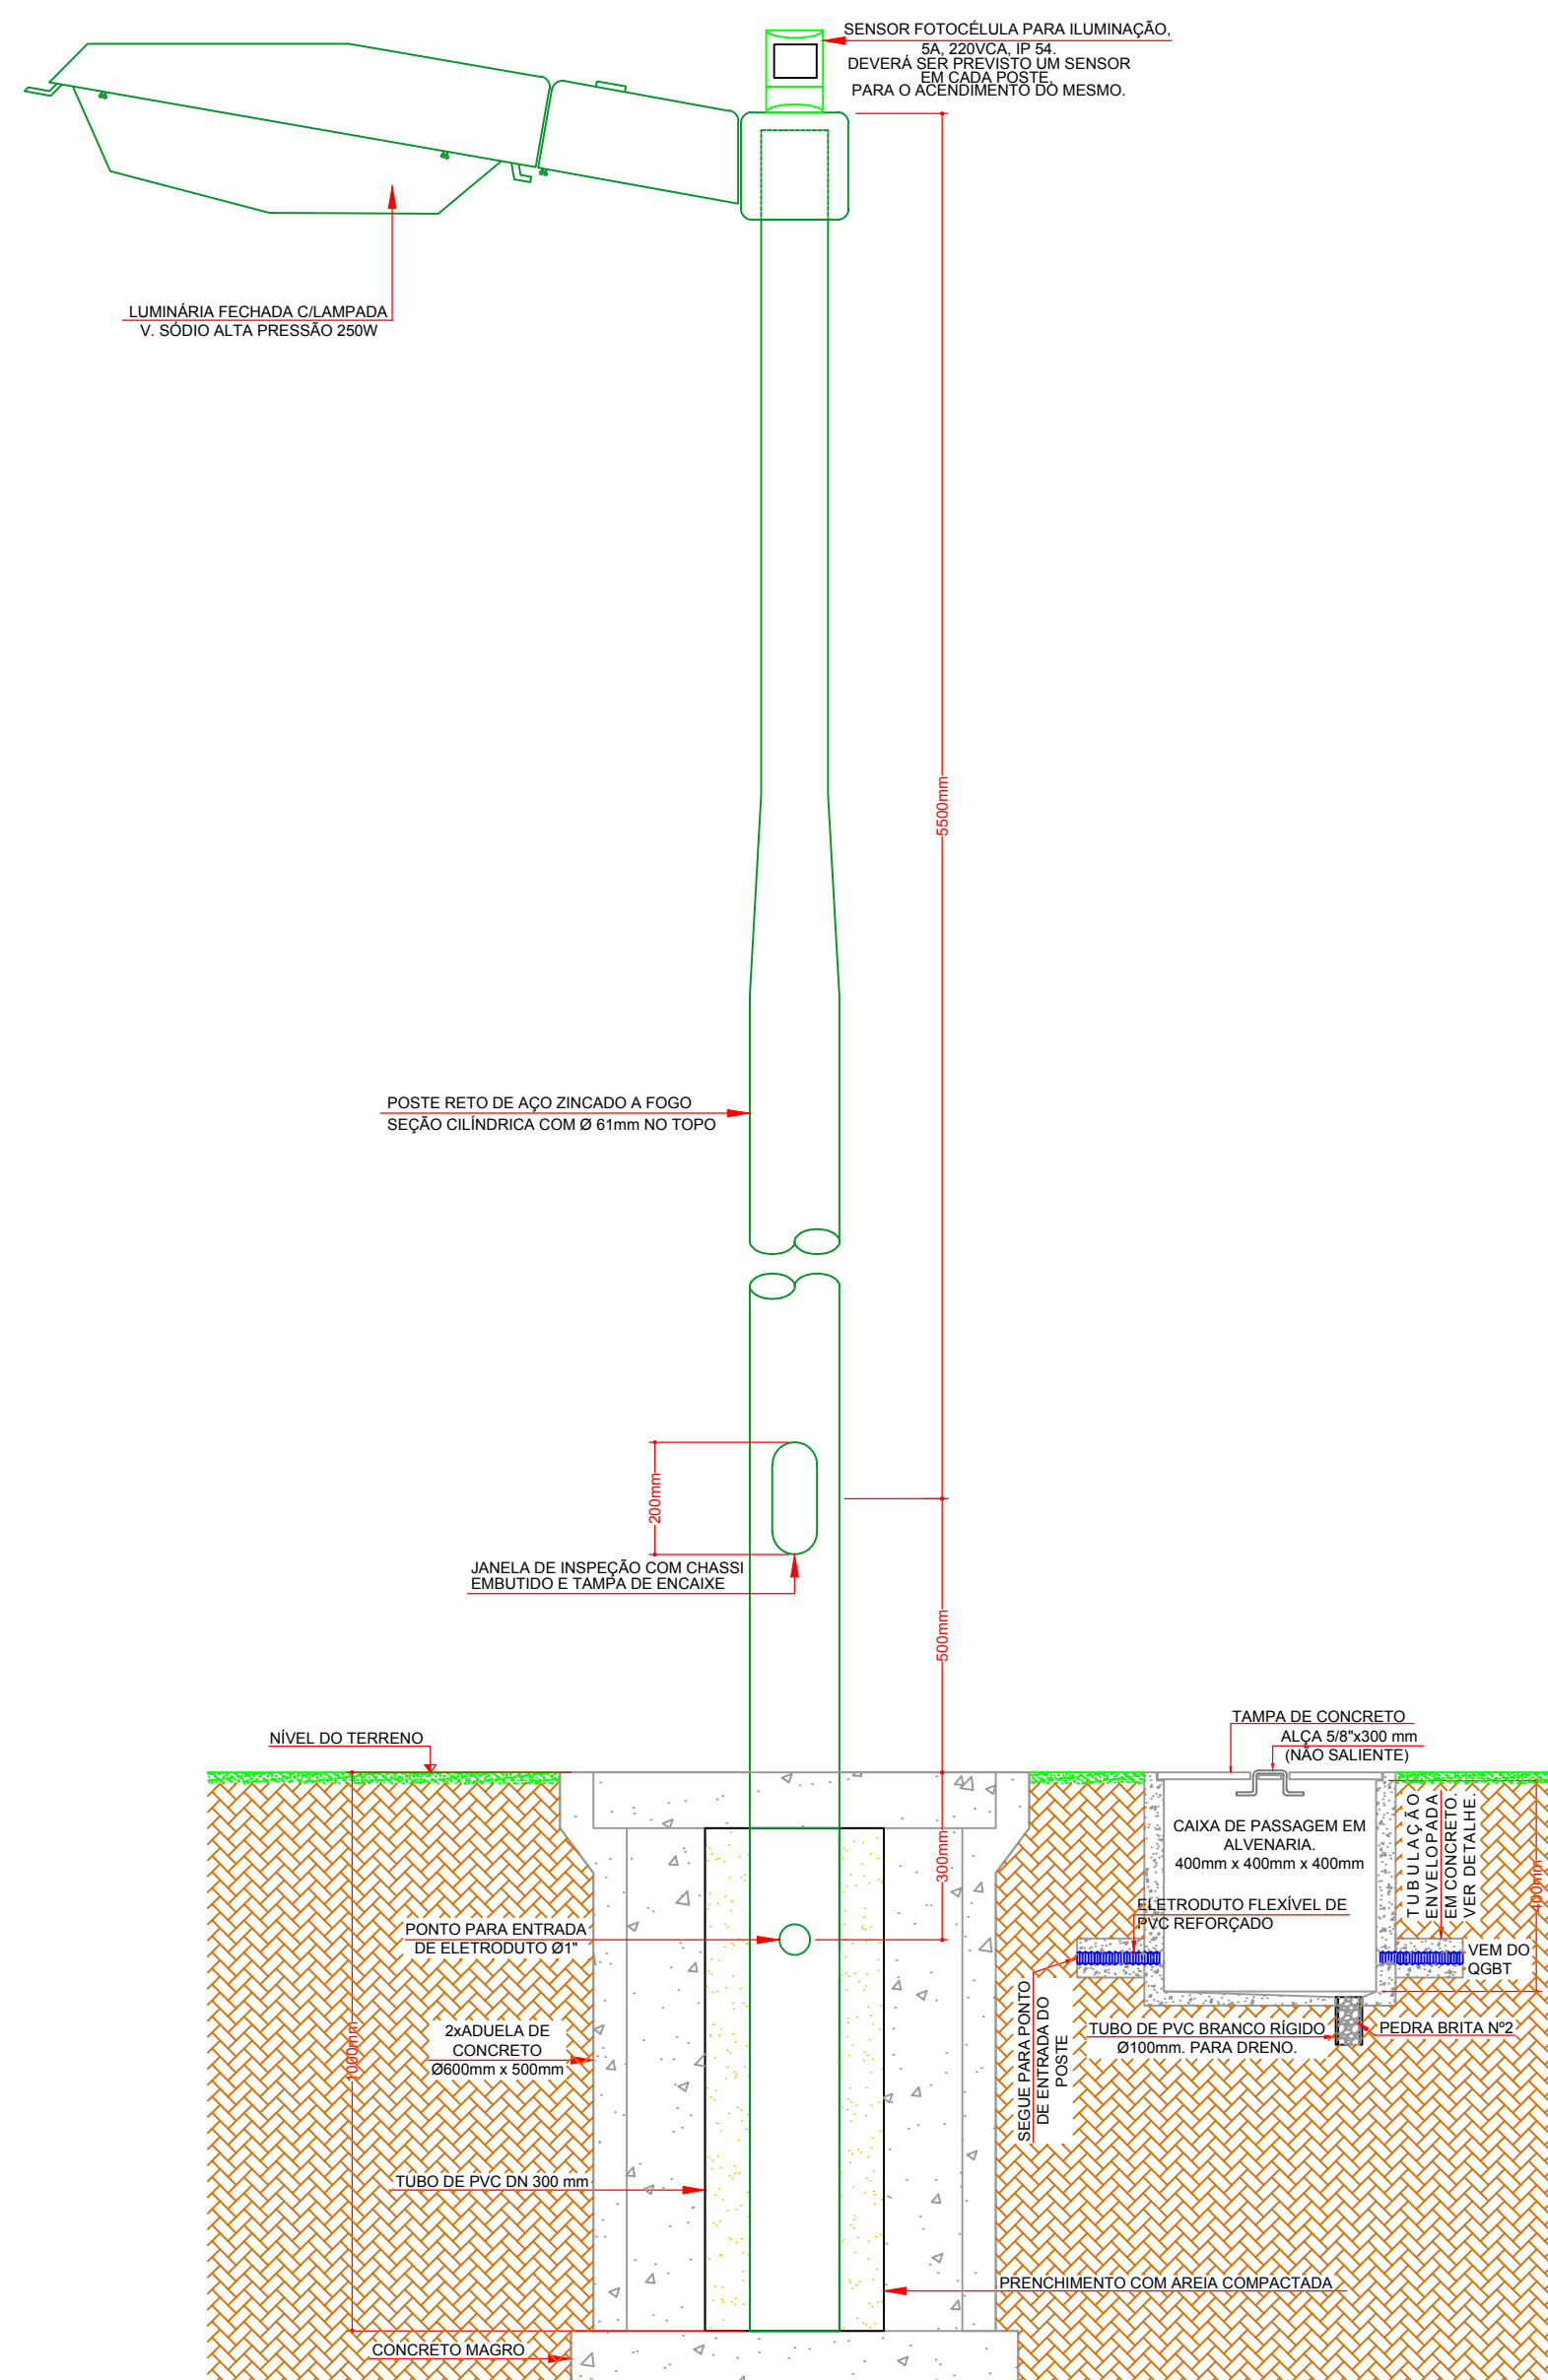 SENSOR FOTOCÉLULA PARA ILUMINAÇÃO,
5A, 220VCA, IP 54.
DEVERÁ SER PREVISTO UM SENSOR
EM CADA POSTE,
PARA O ACENDIMENTO DO MESMO.
LUMINÁRIA FECHADA C/LAMPADA
V. SÓDIO ALTA PRESSÃO 250W
5500mm
POSTE RETO DE AÇO ZINCADO A FOGO
SEÇÃO CILÍNDRICA COM Ø 61mm NO TOPO
200mm
JANELA DE INSPEÇÃO COM CHASSI
EMBUTIDO E TAMPA DE ENCAIXE
500mm
NÍVEL DO TERRENO
TAMPA DE CONCRETO
ALÇA 5/8"x300 mm
(NÃO SALIENTE)
CAIXA DE PASSAGEM EM
ALVENARIA.
400mm x 400mm x 400mm
TUBULAÇÃO
ENVELOPADA
EM CONCRETO.
VER DETALHE.
400mm
300mm
ELETRODUTO FLEXÍVEL DE
PVC REFORÇADO
PONTO PARA ENTRADA
DE ELETRODUTO Ø1"
VEM DO
QGBT
1000mm
2xADUELA DE
CONCRETO
Ø600mm x 500mm
SEGUE PARA PONTO
DE ENTRADA DO
POSTE
TUBO DE PVC BRANCO RÍGIDO
Ø100mm. PARA DRENO.
PEDRA BRITA Nº2
TUBO DE PVC DN 300 mm
PRENCHIMENTO COM AREIA COMPACTADA
CONCRETO MAGRO